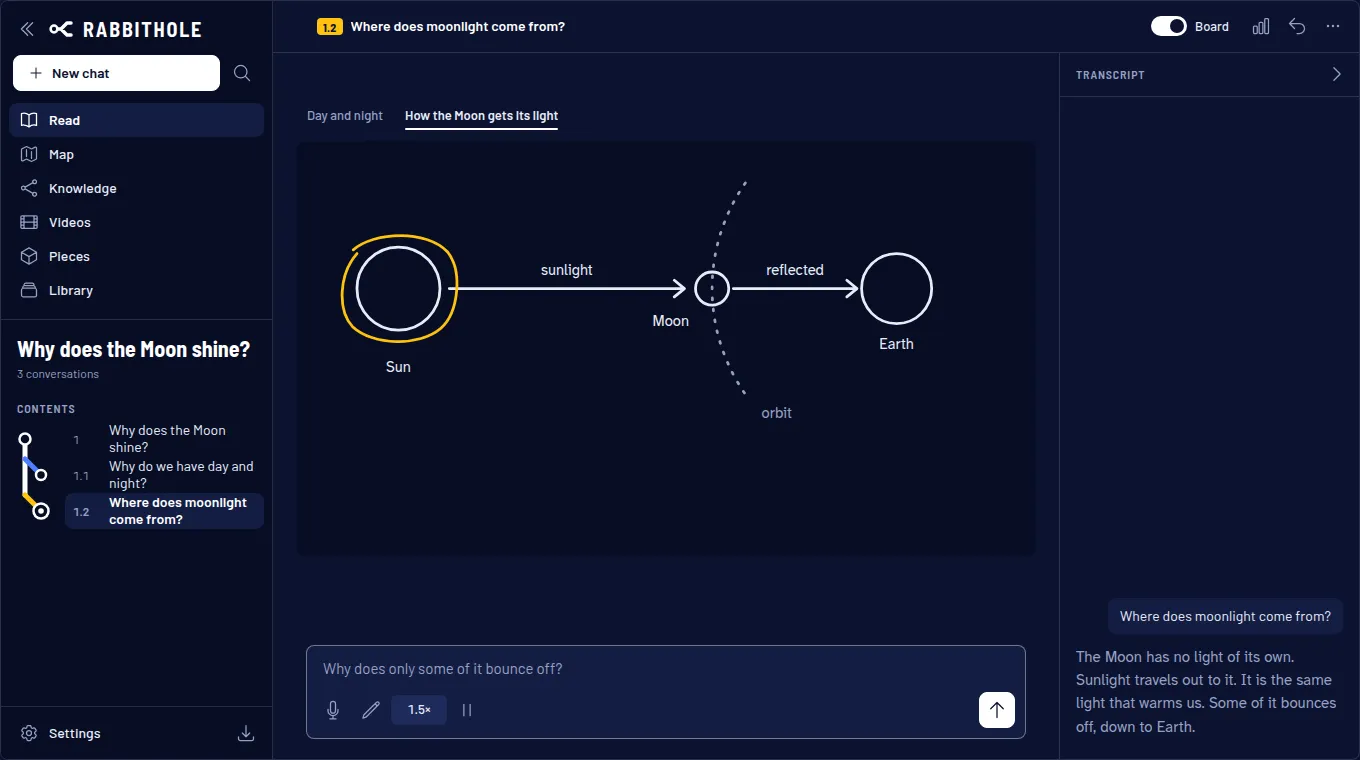 RABBITHOLE
New chat
Read
Map
Knowledge
Videos
Pieces
Library
Why does the Moon shine?
3 conversations
CONTENTS
1 Why does the Moon
shine?
1.1 Why do we have day and
night?
1.2 Where does moonlight
come from?
Settings
1.2 Where does moonlight come from?
Board
Day and night
How the Moon gets its light
sunlight
reflected
Moon
Earth
Sun
orbit
Why does only some of it bounce off?
1.5×
TRANSCRIPT
Where does moonlight come from?
The Moon has no light of its own.
Sunlight travels out to it. It is the same
light that warms us. Some of it bounces
off, down to Earth.